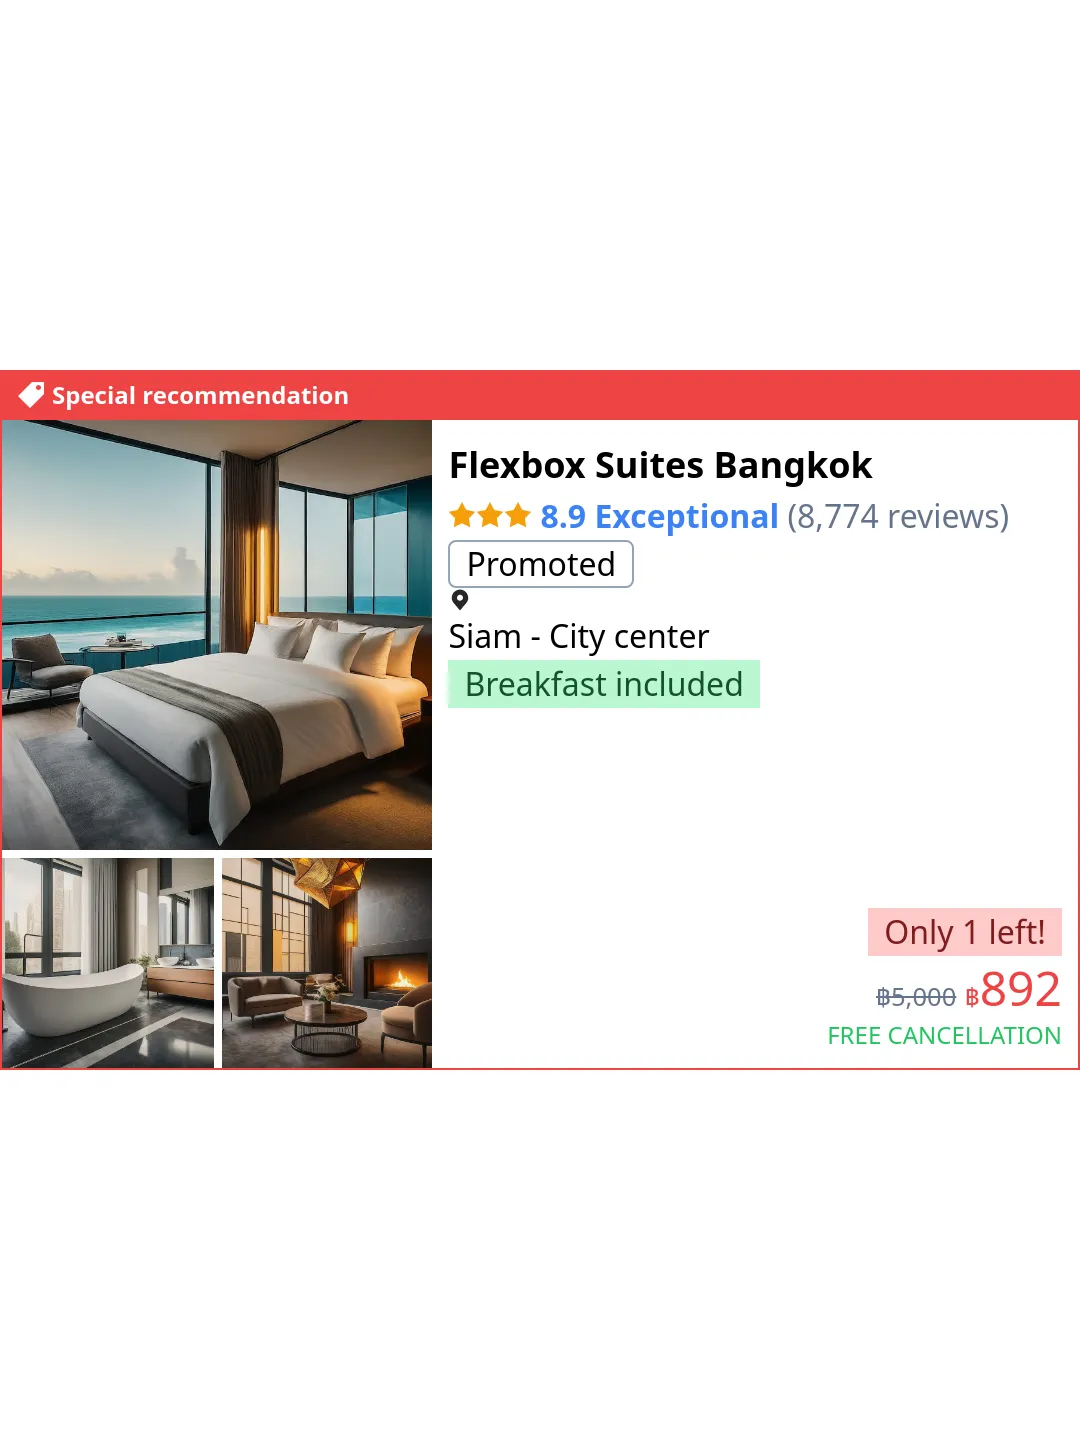 Special recommendation
Flexbox Suites Bangkok
8.9 Exceptional (8,774 reviews)
Promoted
Siam - City center
Breakfast included
Only 1 left!
฿5,000 ฿892
FREE CANCELLATION